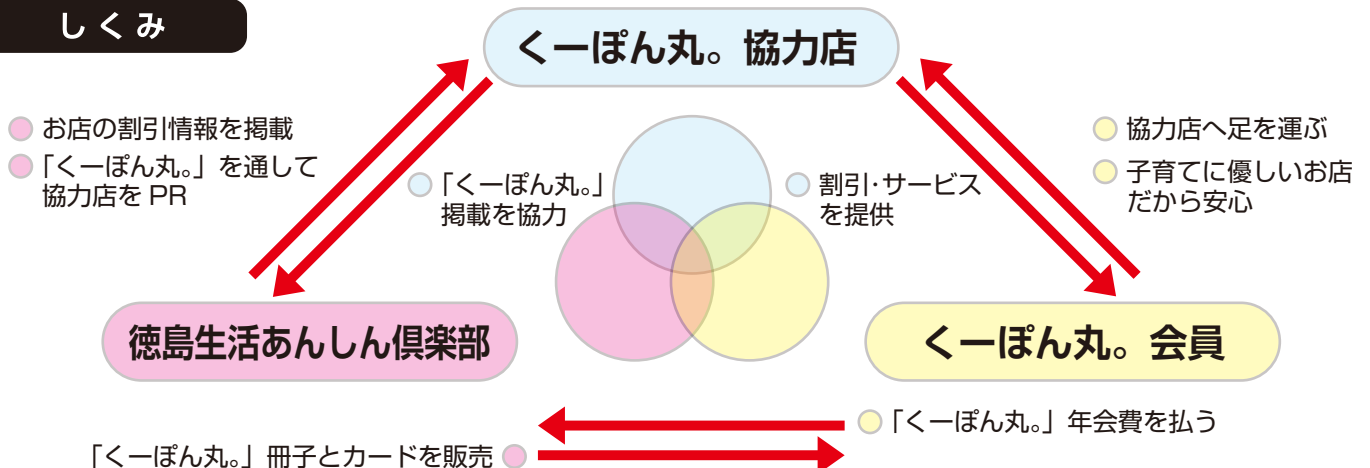 しくみ
くーぽん丸。協力店
お店の割引情報を掲載
「くーぽん丸。」を通して
協力店を PR
「くーぽん丸。」
掲載を協力
割引・サービス
を提供
協力店へ足を運ぶ
子育てに優しいお店
だから安心
徳島生活あんしん倶楽部
くーぽん丸。会員
「くーぽん丸。」年会費を払う
「くーぽん丸。」冊子とカードを販売